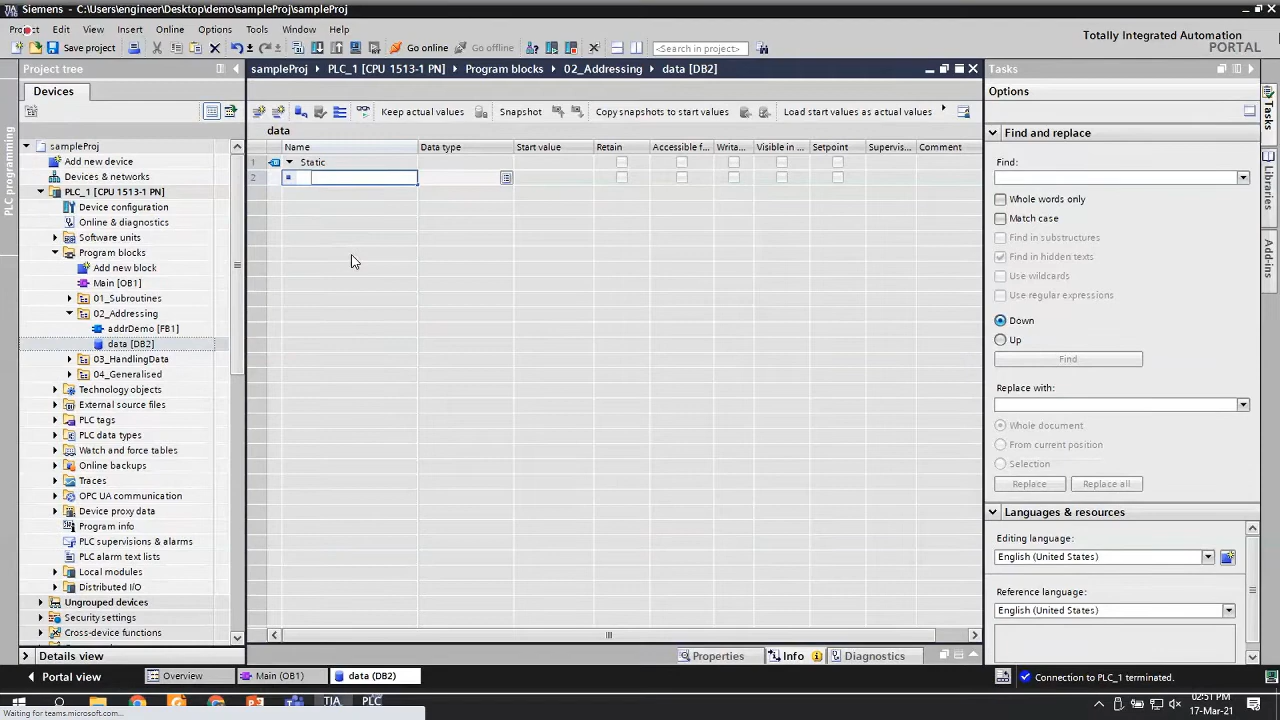 Siemens - C:\Users\engineer\Desktop\demo\sampleProj\sampleProj
Project Edit View Insert Online Options Tools Window Help
Totally Integrated Automation
PORTAL
Save project
Go online
Go offline
<Search in project>
Project tree
sampleProj
PLC_1 [CPU 1513-1 PN]
Program blocks
02_Addressing
data [DB2]
Tasks
Devices
Options
PLC programming
Keep actual values
Snapshot
Copy snapshots to start values
Load start values as actual values
data
Name
Data type
Start value
Retain
Accessible f...
Writa...
Visible in ...
Setpoint
Supervis...
Comment
1
Static
2
sampleProj
Add new device
Devices & networks
PLC_1 [CPU 1513-1 PN]
Device configuration
Online & diagnostics
Software units
Program blocks
Add new block
Main [OB1]
01_Subroutines
02_Addressing
addrDemo [FB1]
data [DB2]
03_HandlingData
04_Generalised
Technology objects
External source files
PLC tags
PLC data types
Watch and force tables
Online backups
Traces
OPC UA communication
Device proxy data
Program info
PLC supervisions & alarms
PLC alarm text lists
Local modules
Distributed I/O
Ungrouped devices
Security settings
Cross-device functions
Details view
Find and replace
Find:
Whole words only
Match case
Find in substructures
Find in hidden texts
Use wildcards
Use regular expressions
Down
Up
Find
Replace with:
Whole document
From current position
Selection
Replace
Replace all
Languages & resources
Editing language:
English (United States)
Reference language:
English (United States)
Tasks
Libraries
Add-ins
Properties
Info
Diagnostics
Portal view
Overview
Main (OB1)
data (DB2)
Connection to PLC_1 terminated.
TIA
PLC
02:51 PM
17-Mar-21
Waiting for teams.microsoft.com...